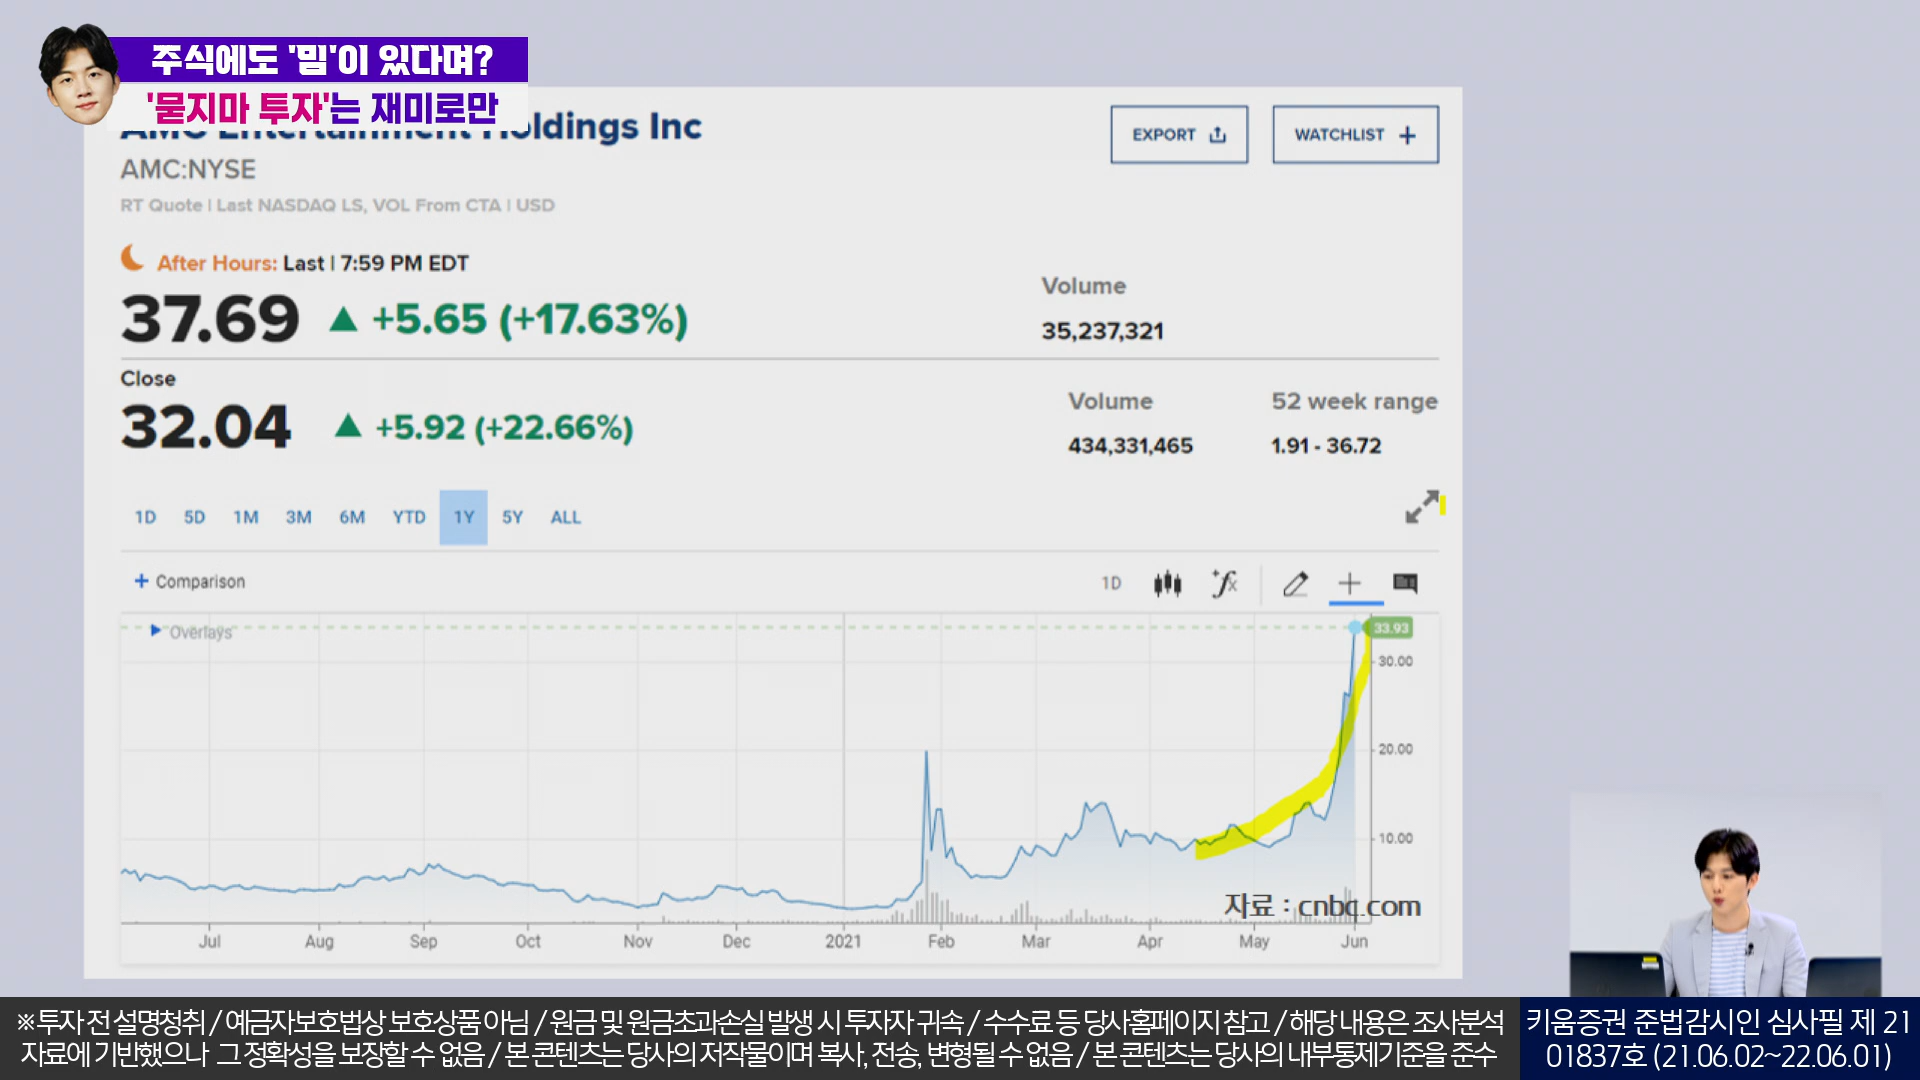 주식에도 '밈'이 있다며?
'묻지마 투자'는 재미로만
AMC Entertainment Holdings Inc
AMC:NYSE
RT Quote | Last NASDAQ LS, VOL From CTA | USD
EXPORT
WATCHLIST +
After Hours: Last | 7:59 PM EDT
37.69 ▲ +5.65 (+17.63%)
Volume
35,237,321
Close
32.04 ▲ +5.92 (+22.66%)
Volume
434,331,465
52 week range
1.91 - 36.72
1D 5D 1M 3M 6M YTD 1Y 5Y ALL
+ Comparison
1D
Overlays
33.93
30.00
20.00
10.00
자료 : cnbc.com
Jul Aug Sep Oct Nov Dec 2021 Feb Mar Apr May Jun
※투자 전 설명청취 / 예금자보호법상 보호상품 아님 / 원금 및 원금초과손실 발생 시 투자자 귀속 / 수수료 등 당사홈페이지 참고 / 해당 내용은 조사분석
자료에 기반했으나 그 정확성을 보장할 수 없음 / 본 콘텐츠는 당사의 저작물이며 복사, 전송, 변형될 수 없음 / 본 콘텐츠는 당사의 내부통제기준을 준수
키움증권 준법감시인 심사필 제 21
01837호 (21.06.02~22.06.01)